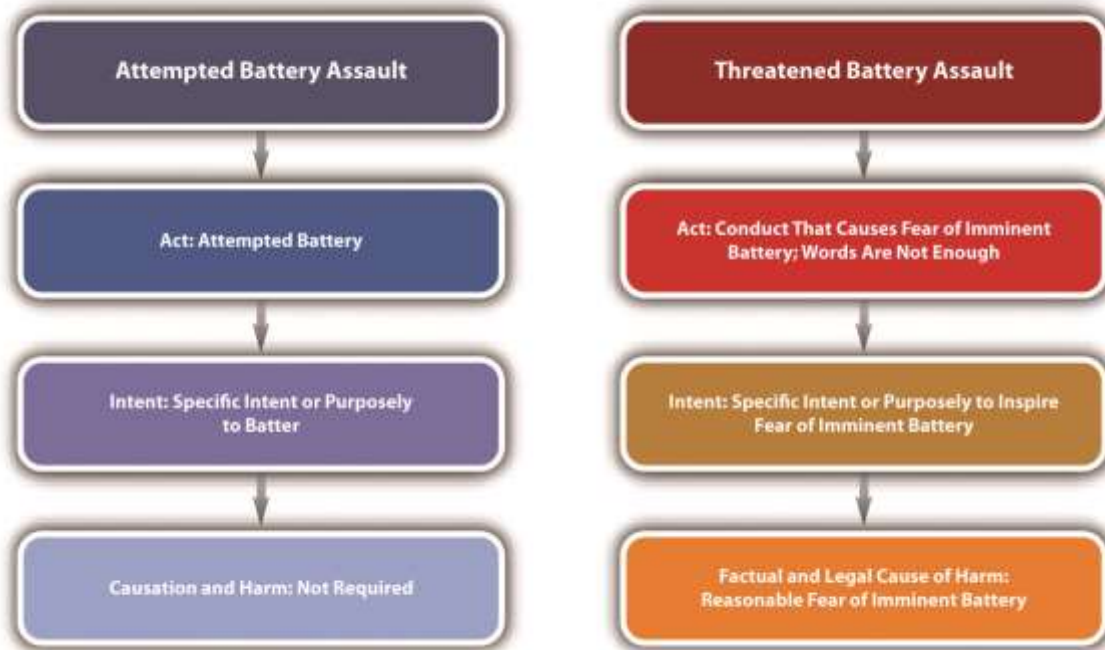 Attempted Battery Assault
Act: Attempted Battery
Intent: Specific Intent or Purposely
to Batter
Causation and Harm: Not Required
Threatened Battery Assault
Act: Conduct That Causes Fear of Imminent
Battery; Words Are Not Enough
Intent: Specific Intent or Purposely to Inspire
Fear of Imminent Battery
Factual and Legal Cause of Harm:
Reasonable Fear of Imminent Battery